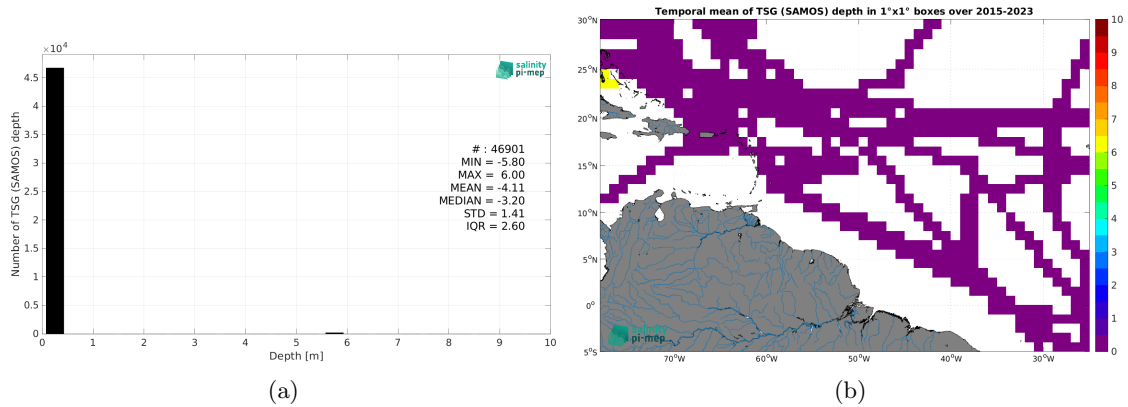 ×10⁴
4.5
4
3.5
3
2.5
2
1.5
1
0.5
0
Number of TSG (SAMOS) depth
salinity
pi-mep
# : 46901
MIN = -5.80
MAX = 6.00
MEAN = -4.11
MEDIAN = -3.20
STD = 1.41
IQR = 2.60
0 1 2 3 4 5 6 7 8 9 10
Depth [m]
(a)
Temporal mean of TSG (SAMOS) depth in 1°x1° boxes over 2015-2023
30°N
25°N
20°N
15°N
10°N
5°N
0°
5°S
salinity
pi-mep
70°W 60°W 50°W 40°W 30°W
10
9
8
7
6
5
4
3
2
1
0
(b)